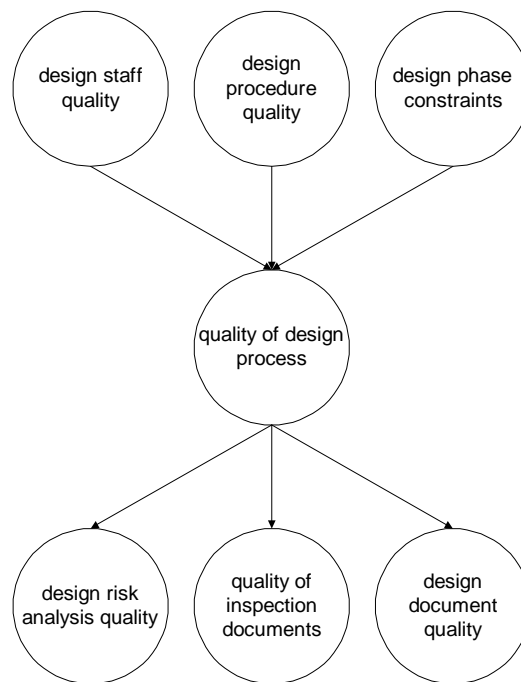 design staff
quality
design
procedure
quality
design phase
constraints
quality of design
process
design risk
analysis quality
quality of
inspection
documents
design
document
quality